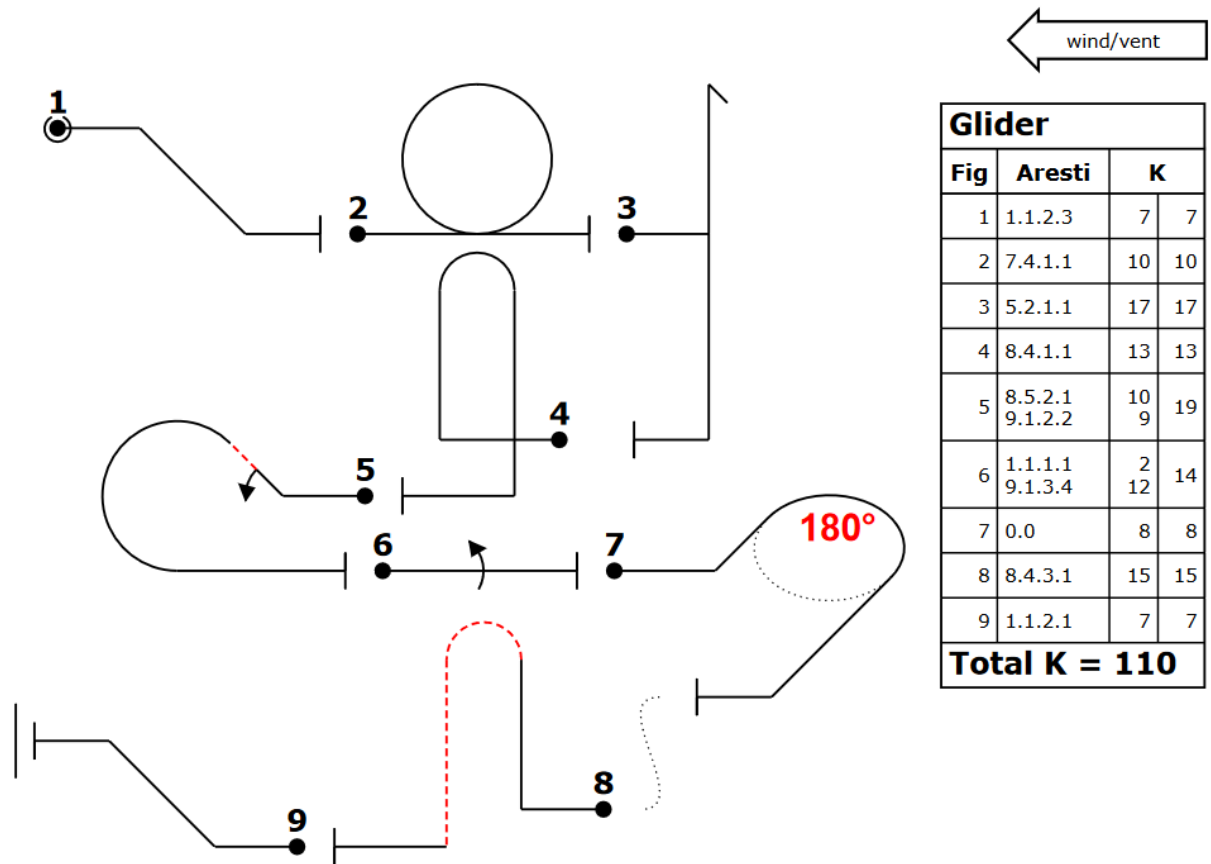 wind/vent
1
2
3
4
5
6
7
180°
8
9
Glider
Fig Aresti K
1 1.1.2.3 7 7
2 7.4.1.1 10 10
3 5.2.1.1 17 17
4 8.4.1.1 13 13
5 8.5.2.1 10 19
9.1.2.2 9
6 1.1.1.1 2 14
9.1.3.4 12
7 0.0 8 8
8 8.4.3.1 15 15
9 1.1.2.1 7 7
Total K = 110